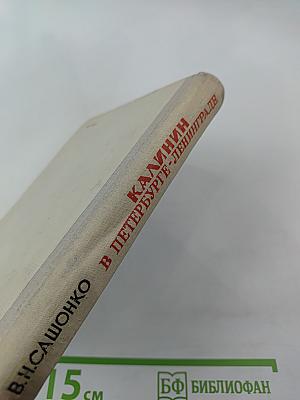 В.Н.САШОНКО
КАЛИНИН
В ПЕТЕРБУРГЕ-ЛЕНИНГРАДЕ
15 см
БФ БИБЛИОФАН